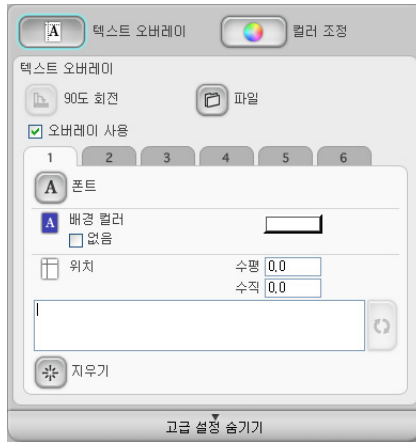 A 텍스트 오버레이 컬러 조정
텍스트 오버레이
90도 회전 파일
오버레이 사용
1 2 3 4 5 6
A 폰트
A 배경 컬러
없음
위치 수평 0,0
수직 0,0
지우기
고급 설정 숨기기